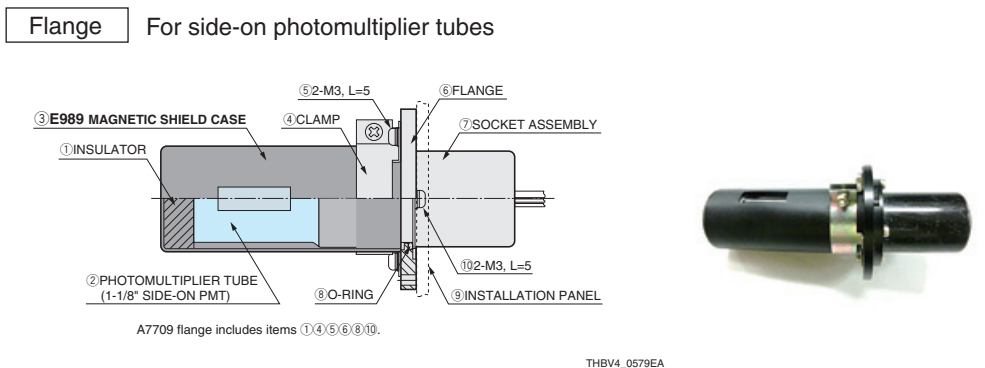 Flange For side-on photomultiplier tubes
⑤2-M3, L=5
⑥FLANGE
③E989 MAGNETIC SHIELD CASE
④CLAMP
⑦SOCKET ASSEMBLY
①INSULATOR
②PHOTOMULTIPLIER TUBE
(1-1/8" SIDE-ON PMT)
⑩2-M3, L=5
⑧O-RING
⑨INSTALLATION PANEL
A7709 flange includes items ①④⑤⑥⑧⑩.
THBV4_0579EA